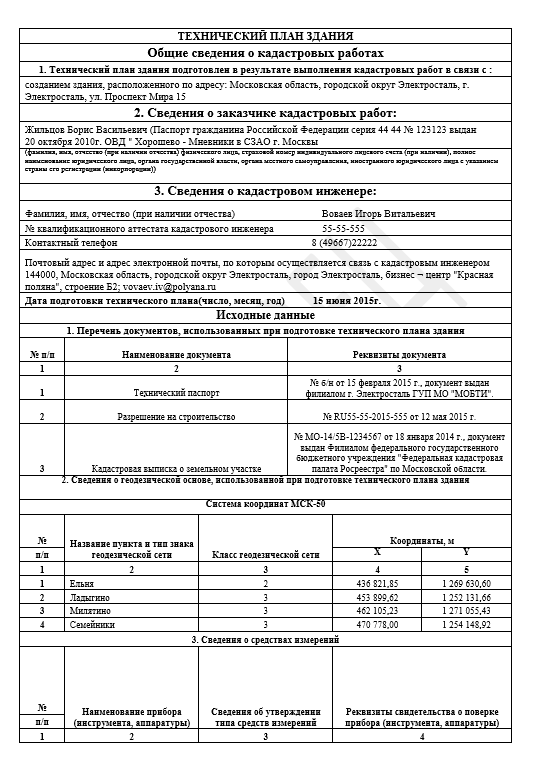 ТЕХНИЧЕСКИЙ ПЛАН ЗДАНИЯ
Общие сведения о кадастровых работах
1. Технический план здания подготовлен в результате выполнения кадастровых работ в связи с :
созданием здания, расположенного по адресу: Московская область, городской округ Электросталь, г.
Электросталь, ул. Проспект Мира 15
2. Сведения о заказчике кадастровых работ:
Жильцов Борис Васильевич (Паспорт гражданина Российской Федерации серия 44 44 № 123123 выдан
20 октября 2010г. ОВД " Хорошево - Мневники в СЗАО г. Москвы
(фамилия, имя, отчество (при наличии отчества) физического лица, страховой номер индивидуального лицевого счета (при наличии), полное
наименование юридического лица, органа государственной власти, органа местного самоуправления, иностранного юридического лица с указанием
страны его регистрации (инкорпорации))
3. Сведения о кадастровом инженере:
Фамилия, имя, отчество (при наличии отчества) Воваев Игорь Витальевич
№ квалификационного аттестата кадастрового инженера 55-55-555
Контактный телефон 8 (49667)22222
Почтовый адрес и адрес электронной почты, по которым осуществляется связь с кадастровым инженером
144000, Московская область, городской округ Электросталь, город Электросталь, бизнес – центр "Красная
поляна", строение Б2; vovaev.iv@polyana.ru
Дата подготовки технического плана(число, месяц, год) 15 июня 2015г.
Исходные данные
1. Перечень документов, использованных при подготовке технического плана здания
№ п/п Наименование документа Реквизиты документа
1 2 3
1 Технический паспорт № б/н от 15 февраля 2015 г., документ выдан
филиалом г. Электросталь ГУП МО "МОБТИ".
2 Разрешение на строительство № RU55-55-2015-555 от 12 мая 2015 г.
3 Кадастровая выписка о земельном участке № МО-14/5В-1234567 от 18 января 2014 г., документ
выдан Филиалом федерального государственного
бюджетного учреждения "Федеральная кадастровая
палата Росреестра" по Московской области.
2. Сведения о геодезической основе, использованной при подготовке технического плана здания
Система координат МСК-50
№ п/п Название пункта и тип знака
геодезической сети Класс геодезической сети Координаты, м
X Y
1 2 3 4 5
1 Ельня 2 436 821,85 1 269 630,60
2 Ладыгино 3 453 899,62 1 252 131,66
3 Милятино 3 462 105,23 1 271 055,43
4 Семейники 3 470 778,00 1 254 148,92
3. Сведения о средствах измерений
№ п/п Наименование прибора
(инструмента, аппаратуры) Сведения об утверждении
типа средств измерений Реквизиты свидетельства о поверке
прибора (инструмента, аппаратуры)
1 2 3 4